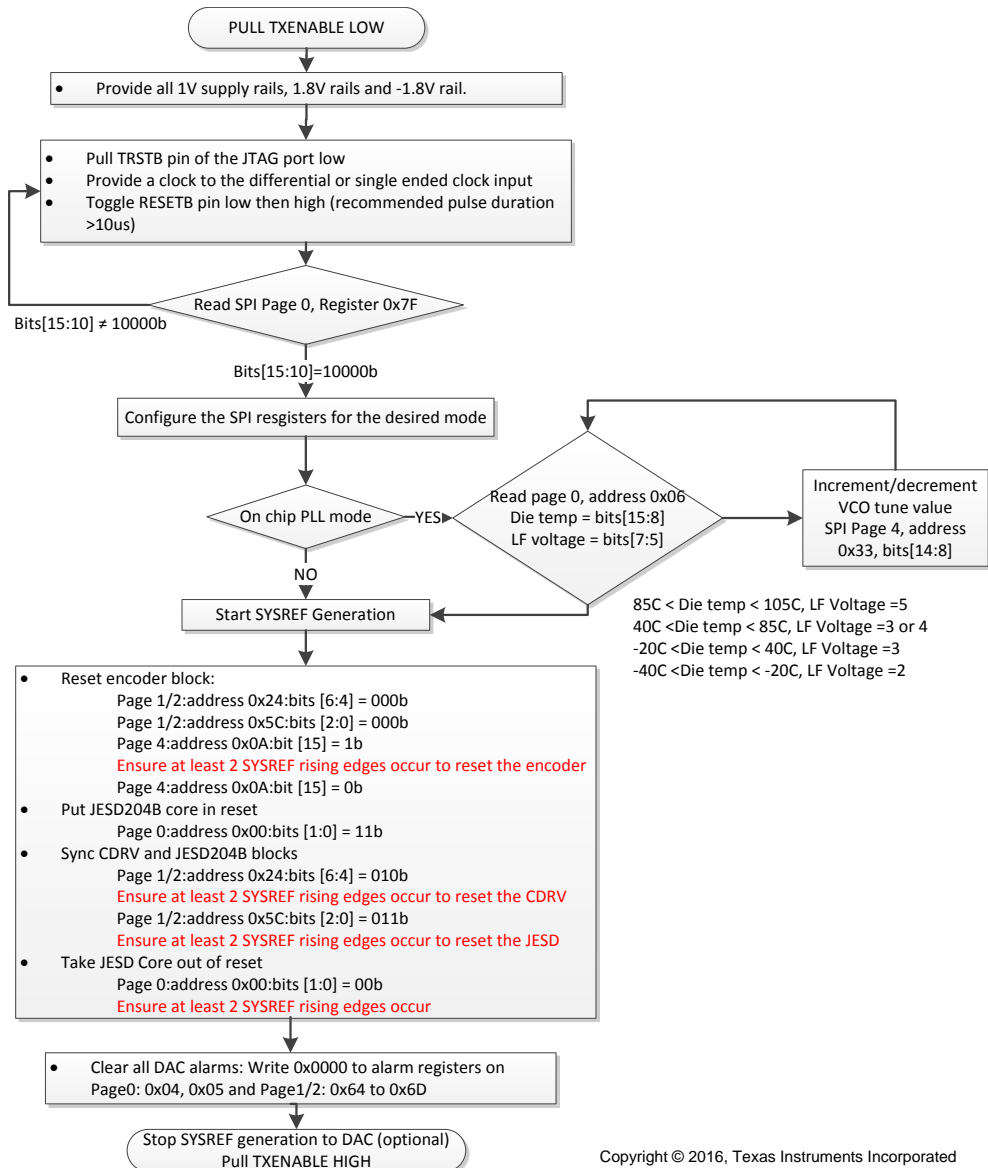 PULL TXENABLE LOW
• Provide all 1V supply rails, 1.8V rails and -1.8V rail.
• Pull TRSTB pin of the JTAG port low
• Provide a clock to the differential or single ended clock input
• Toggle RESETB pin low then high (recommended pulse duration
>10us)
Read SPI Page 0, Register 0x7F
Bits[15:10] ≠ 10000b
Bits[15:10]=10000b
Configure the SPI resgisters for the desired mode
On chip PLL mode
YES
Read page 0, address 0x06
Die temp = bits[15:8]
LF voltage = bits[7:5]
Increment/decrement
VCO tune value
SPI Page 4, address
0x33, bits[14:8]
NO
Start SYSREF Generation
85C < Die temp < 105C, LF Voltage =5
40C <Die temp < 85C, LF Voltage =3 or 4
-20C <Die temp < 40C, LF Voltage =3
-40C <Die temp < -20C, LF Voltage =2
• Reset encoder block:
Page 1/2:address 0x24:bits [6:4] = 000b
Page 1/2:address 0x5C:bits [2:0] = 000b
Page 4:address 0x0A:bit [15] = 1b
Ensure at least 2 SYSREF rising edges occur to reset the encoder
Page 4:address 0x0A:bit [15] = 0b
• Put JESD204B core in reset
Page 0:address 0x00:bits [1:0] = 11b
• Sync CDRV and JESD204B blocks
Page 1/2:address 0x24:bits [6:4] = 010b
Ensure at least 2 SYSREF rising edges occur to reset the CDRV
Page 1/2:address 0x5C:bits [2:0] = 011b
Ensure at least 2 SYSREF rising edges occur to reset the JESD
• Take JESD Core out of reset
Page 0:address 0x00:bits [1:0] = 00b
Ensure at least 2 SYSREF rising edges occur
• Clear all DAC alarms: Write 0x0000 to alarm registers on
Page0: 0x04, 0x05 and Page1/2: 0x64 to 0x6D
Stop SYSREF generation to DAC (optional)
Pull TXENABLE HIGH
Copyright © 2016, Texas Instruments Incorporated